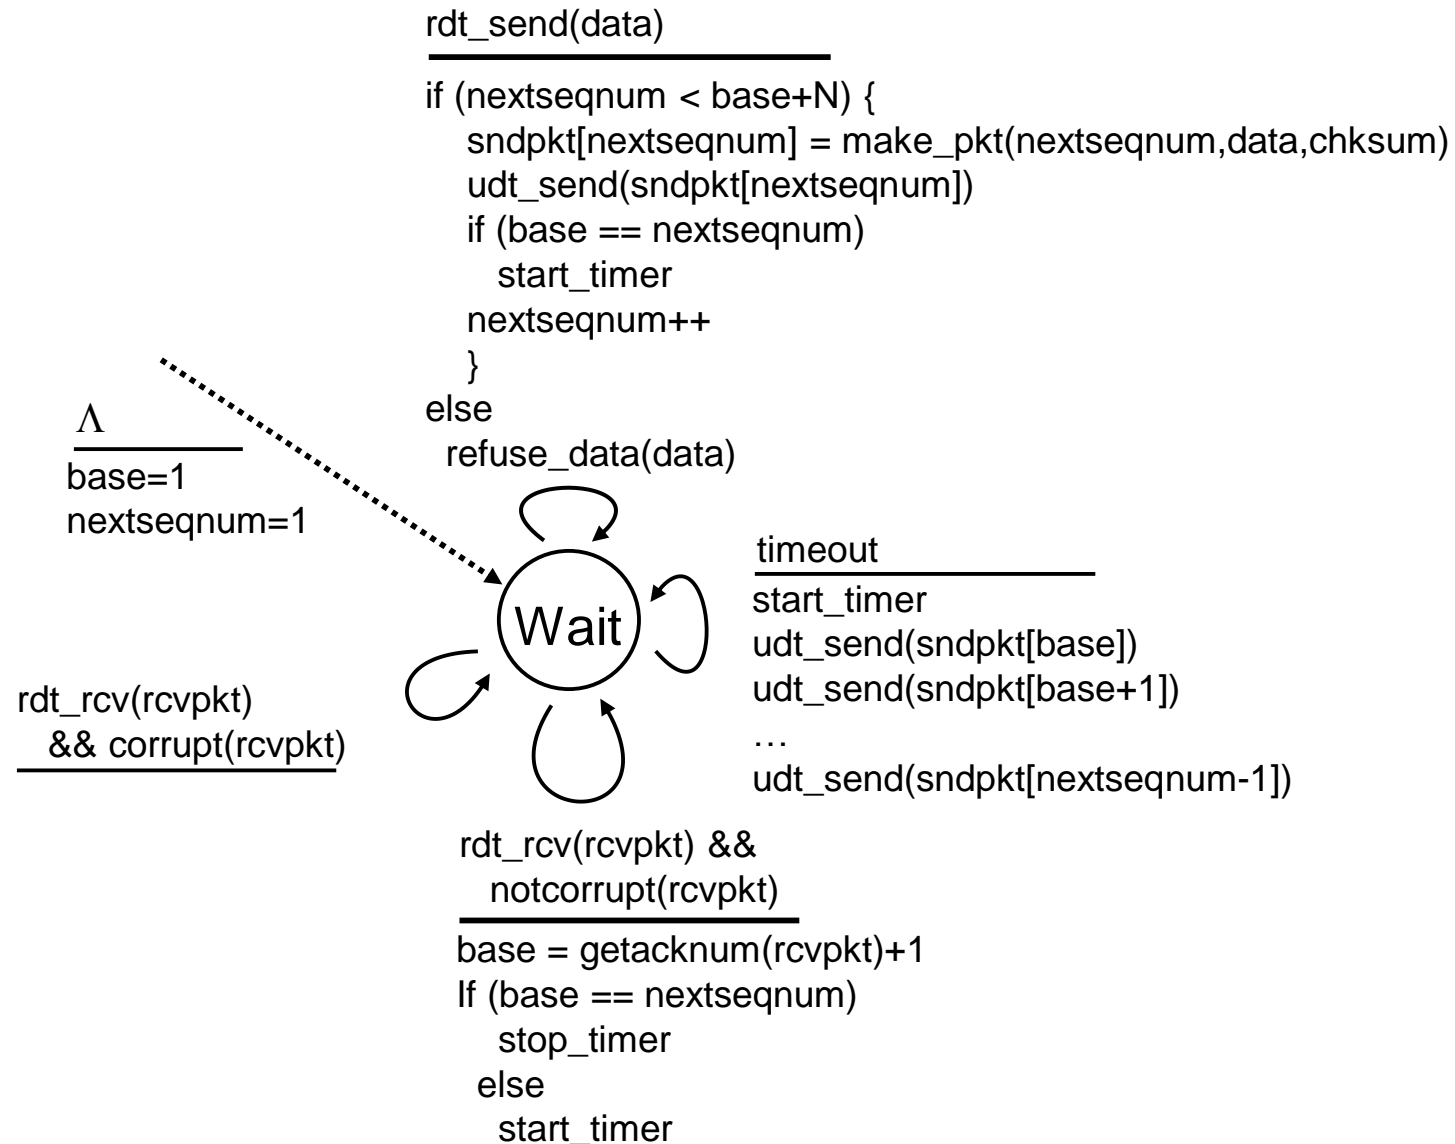 rdt_send(data)
if (nextseqnum < base+N) {
sndpkt[nextseqnum] = make_pkt(nextseqnum,data,chksum)
udt_send(sndpkt[nextseqnum])
if (base == nextseqnum)
start_timer
nextseqnum++
}
else
refuse_data(data)
Λ
base=1
nextseqnum=1
Wait
timeout
start_timer
udt_send(sndpkt[base])
udt_send(sndpkt[base+1])
…
udt_send(sndpkt[nextseqnum-1])
rdt_rcv(rcvpkt)
&& corrupt(rcvpkt)
rdt_rcv(rcvpkt) &&
notcorrupt(rcvpkt)
base = getacknum(rcvpkt)+1
If (base == nextseqnum)
stop_timer
else
start_timer